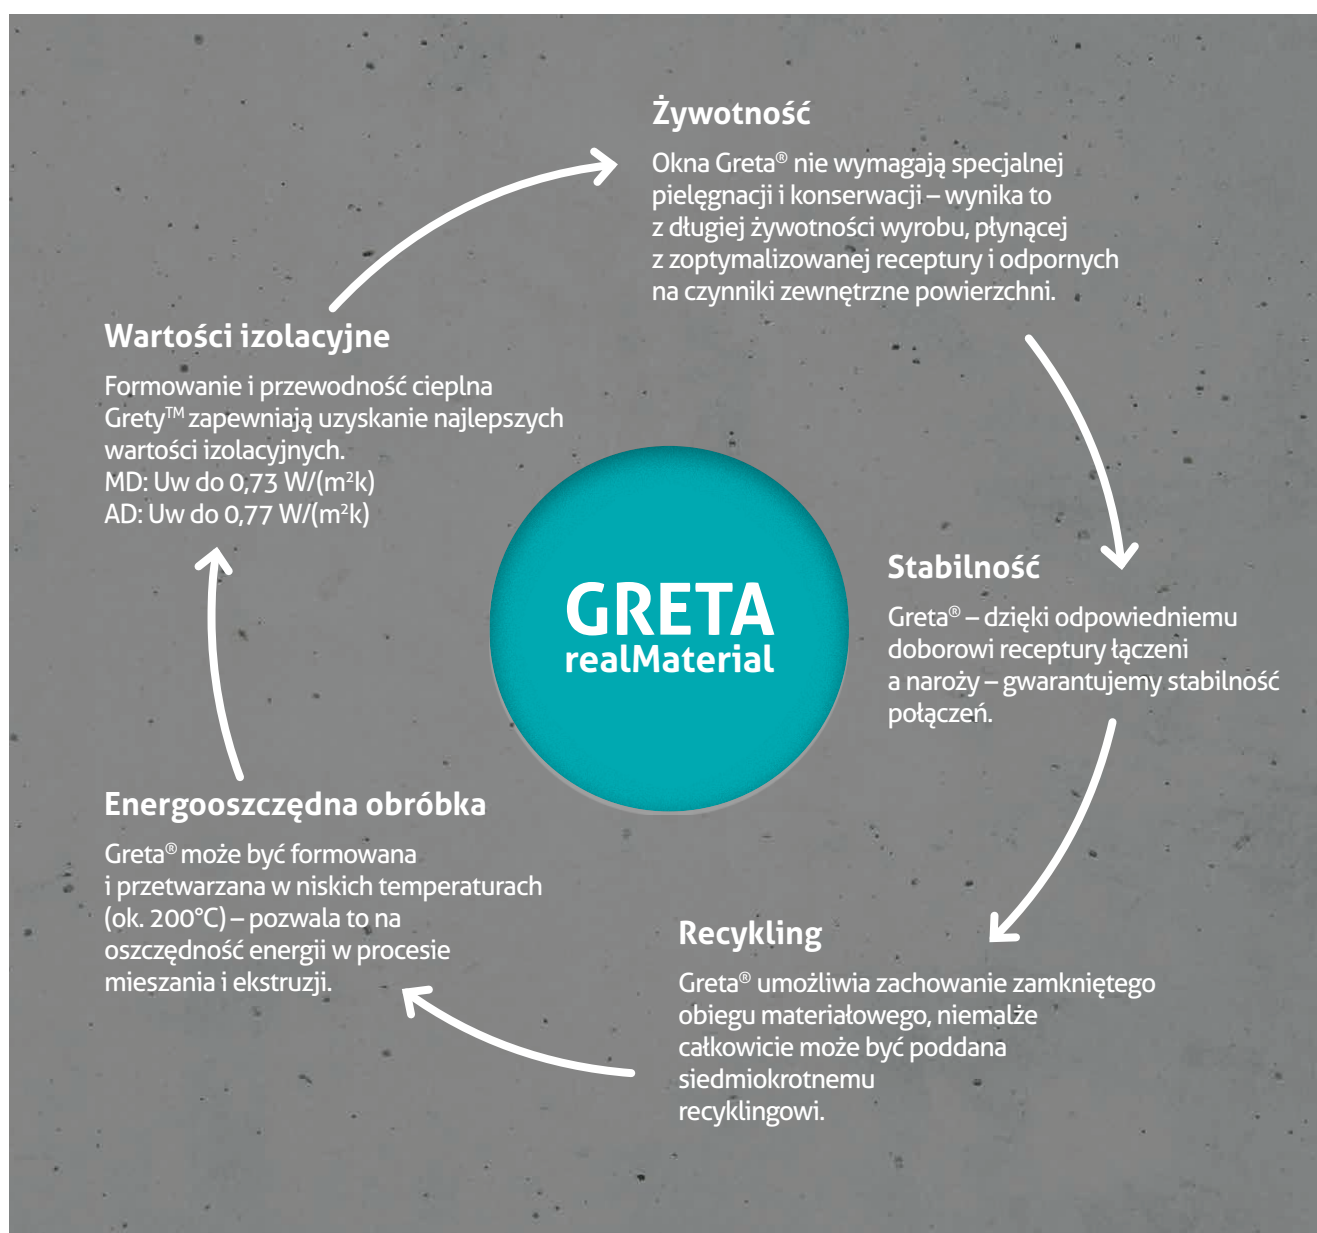 Żywotność
Okna Greta® nie wymagają specjalnej
pielęgnacji i konserwacji – wynika to
z długiej żywotności wyrobu, płynącej
z zoptymalizowanej receptury i odpornych
na czynniki zewnętrzne powierzchni.
Wartości izolacyjne
Formowanie i przewodność cieplna
Grety™ zapewniają uzyskanie najlepszych
wartości izolacyjnych.
MD: Uw do 0,73 W/(m²k)
AD: Uw do 0,77 W/(m²k)
GRETA
realMaterial
Stabilność
Greta® – dzięki odpowiedniemu
doborowi receptury łączeni
a naroży – gwarantujemy stabilność
połączeń.
Energooszczędna obróbka
Greta® może być formowana
i przetwarzana w niskich temperaturach
(ok. 200°C) – pozwala to na
oszczędność energii w procesie
mieszania i ekstruzji.
Recykling
Greta® umożliwia zachowanie zamkniętego
obiegu materiałowego, niemalże
całkowicie może być poddana
siedmiokrotnemu
recyklingowi.